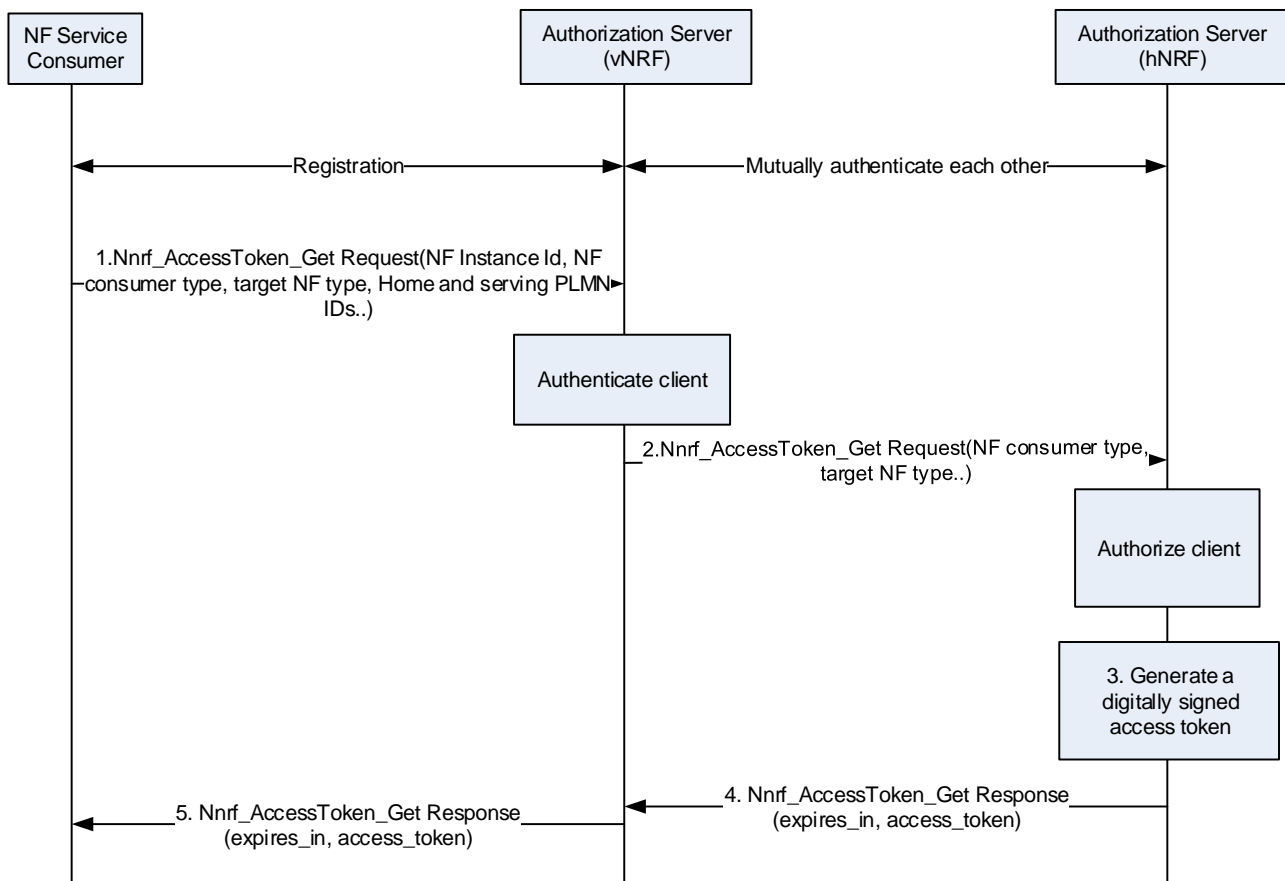 NF Service
Consumer
Authorization Server
(vNRF)
Authorization Server
(hNRF)
Registration
Mutually authenticate each other
1.Nnrf_AccessToken_Get Request(NF Instance Id, NF
consumer type, target NF type, Home and serving PLMN
IDs..)
Authenticate client
2.Nnrf_AccessToken_Get Request(NF consumer type,
target NF type..)
Authorize client
3. Generate a
digitally signed
access token
4. Nnrf_AccessToken_Get Response
(expires_in, access_token)
5. Nnrf_AccessToken_Get Response
(expires_in, access_token)